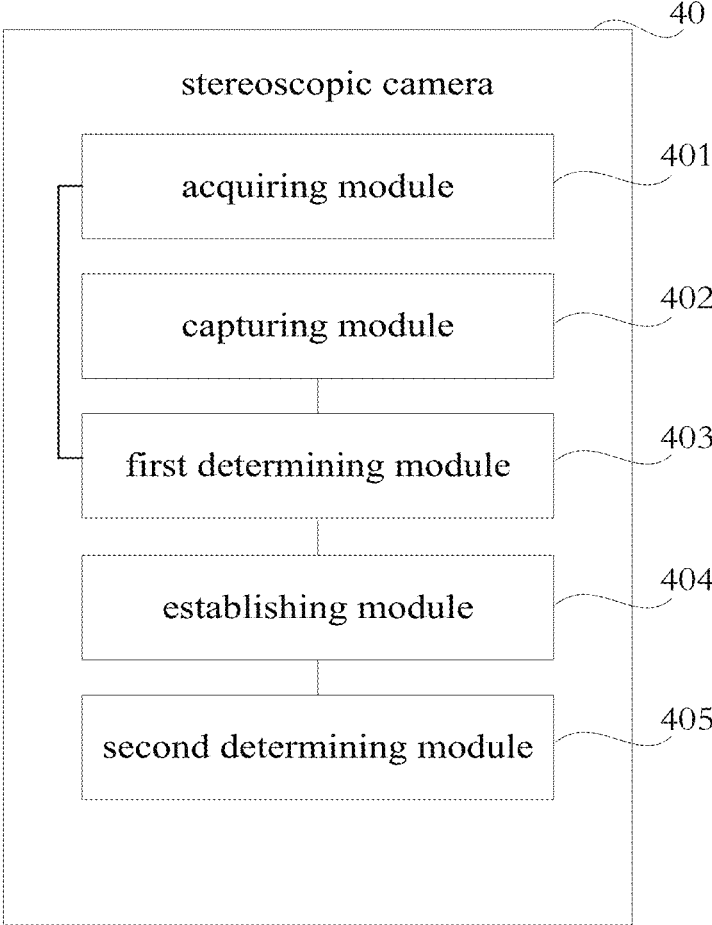 40
stereoscopic camera
acquiring module
401
capturing module
402
first determining module
403
establishing module
404
second determining module
405